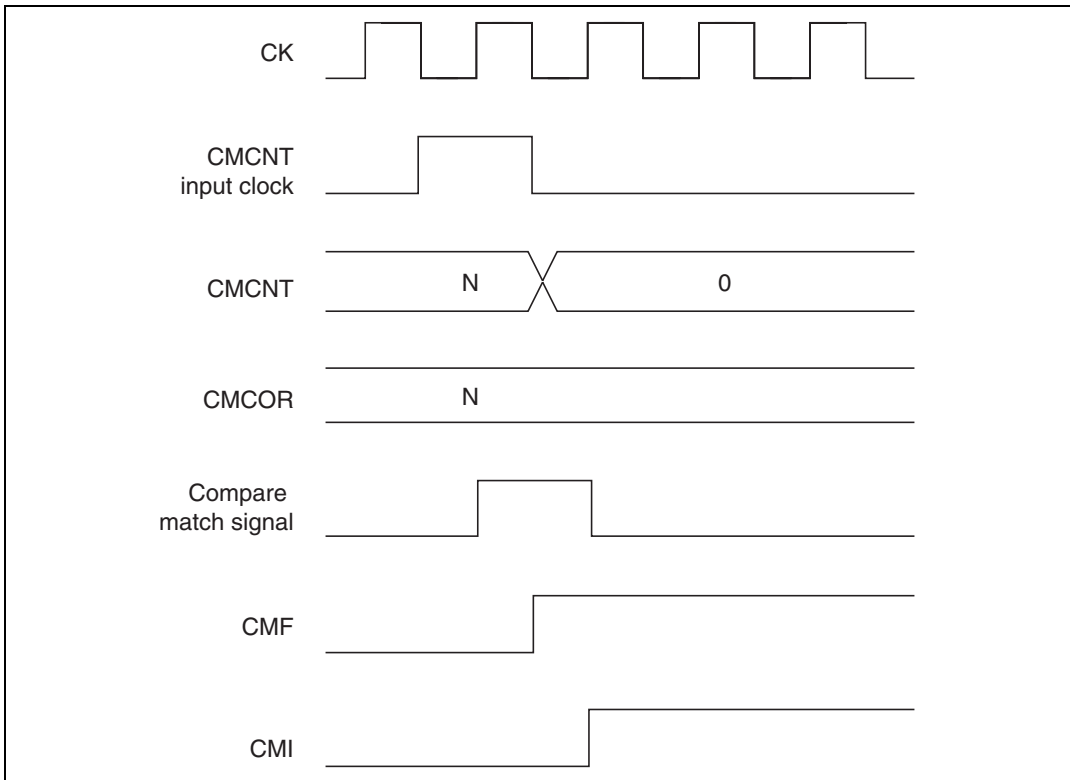 CK
CMCNT
input clock
CMCNT
N
0
CMCOR
N
Compare
match signal
CMF
CMI